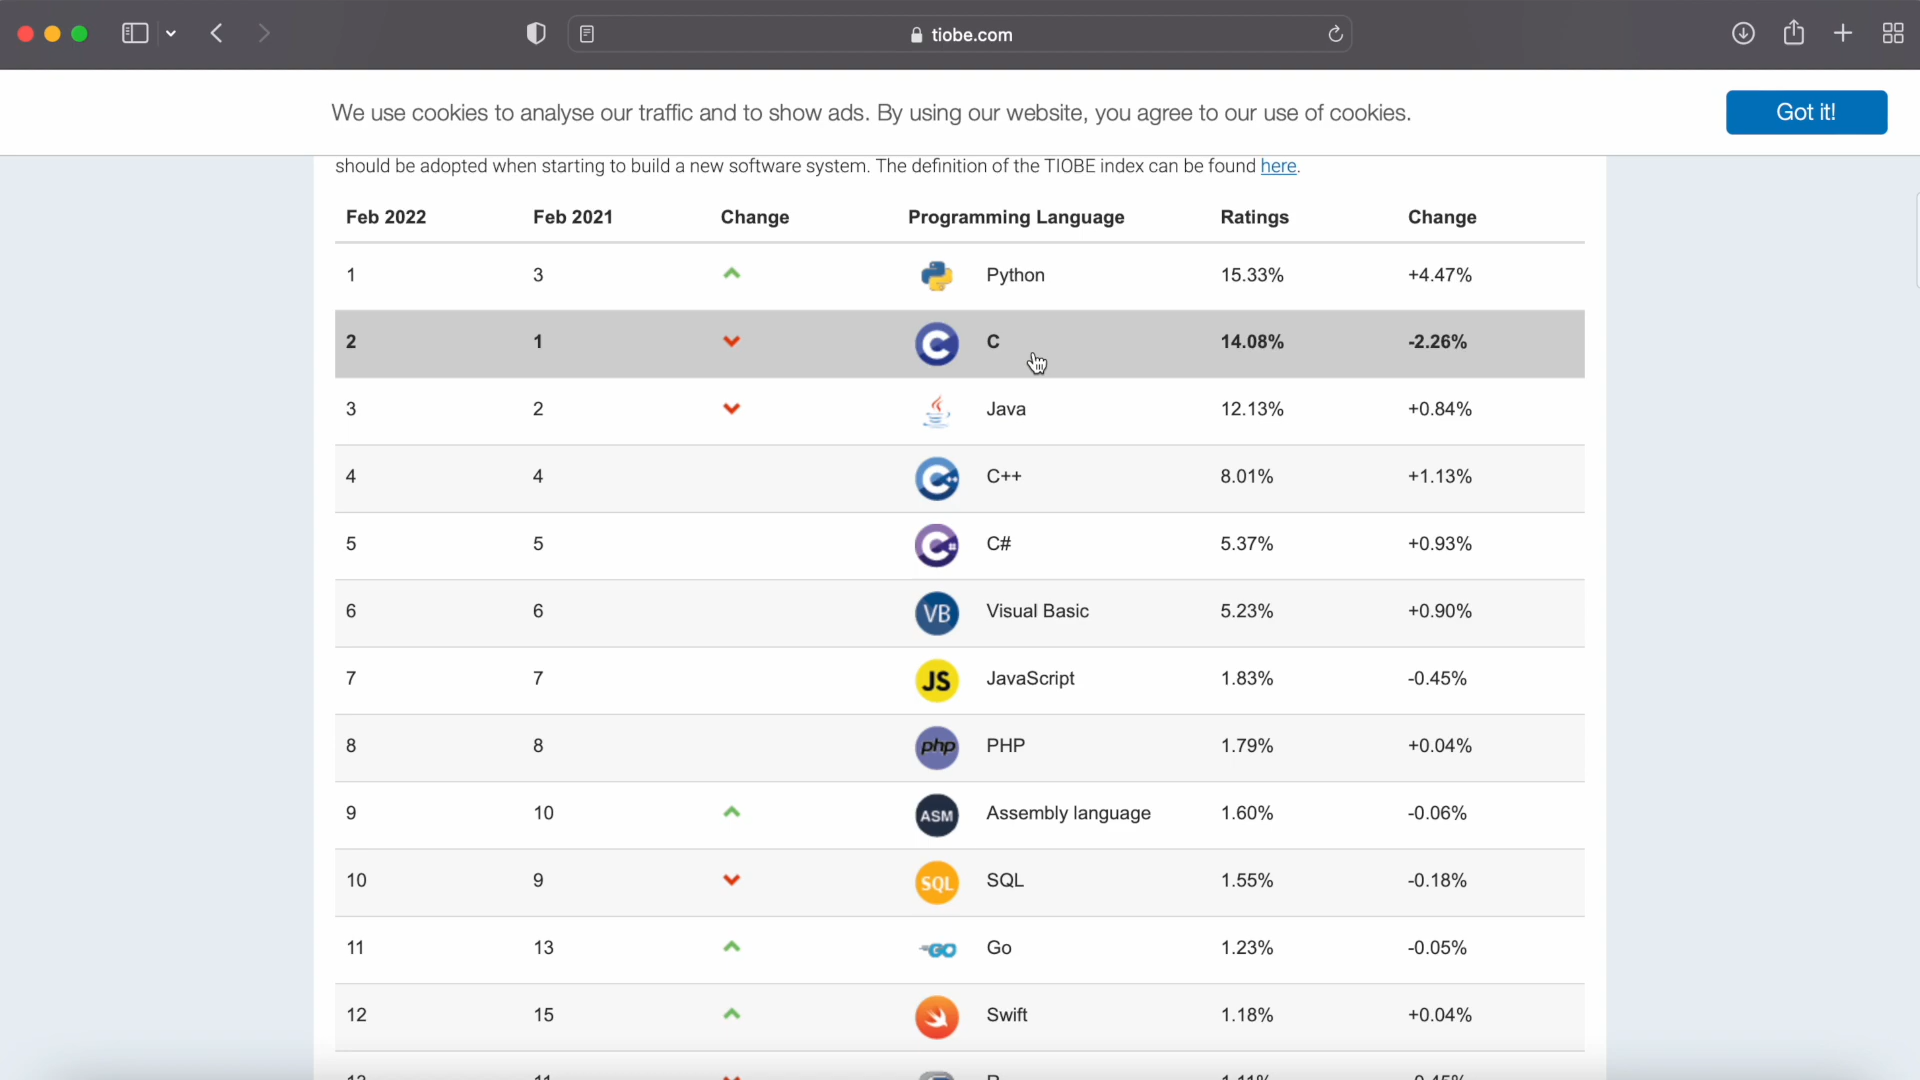 tiobe.com
We use cookies to analyse our traffic and to show ads. By using our website, you agree to our use of cookies.
Got it!
should be adopted when starting to build a new software system. The definition of the TIOBE index can be found here.
Feb 2022 Feb 2021 Change Programming Language Ratings Change
1 3 Python 15.33% +4.47%
2 1 C C 14.08% -2.26%
3 2 Java 12.13% +0.84%
4 4 C++ C++ 8.01% +1.13%
5 5 C# C# 5.37% +0.93%
6 6 VB Visual Basic 5.23% +0.90%
7 7 JS JavaScript 1.83% -0.45%
8 8 php PHP 1.79% +0.04%
9 10 ASM Assembly language 1.60% -0.06%
10 9 SQL SQL 1.55% -0.18%
11 13 GO Go 1.23% -0.05%
12 15 Swift 1.18% +0.04%